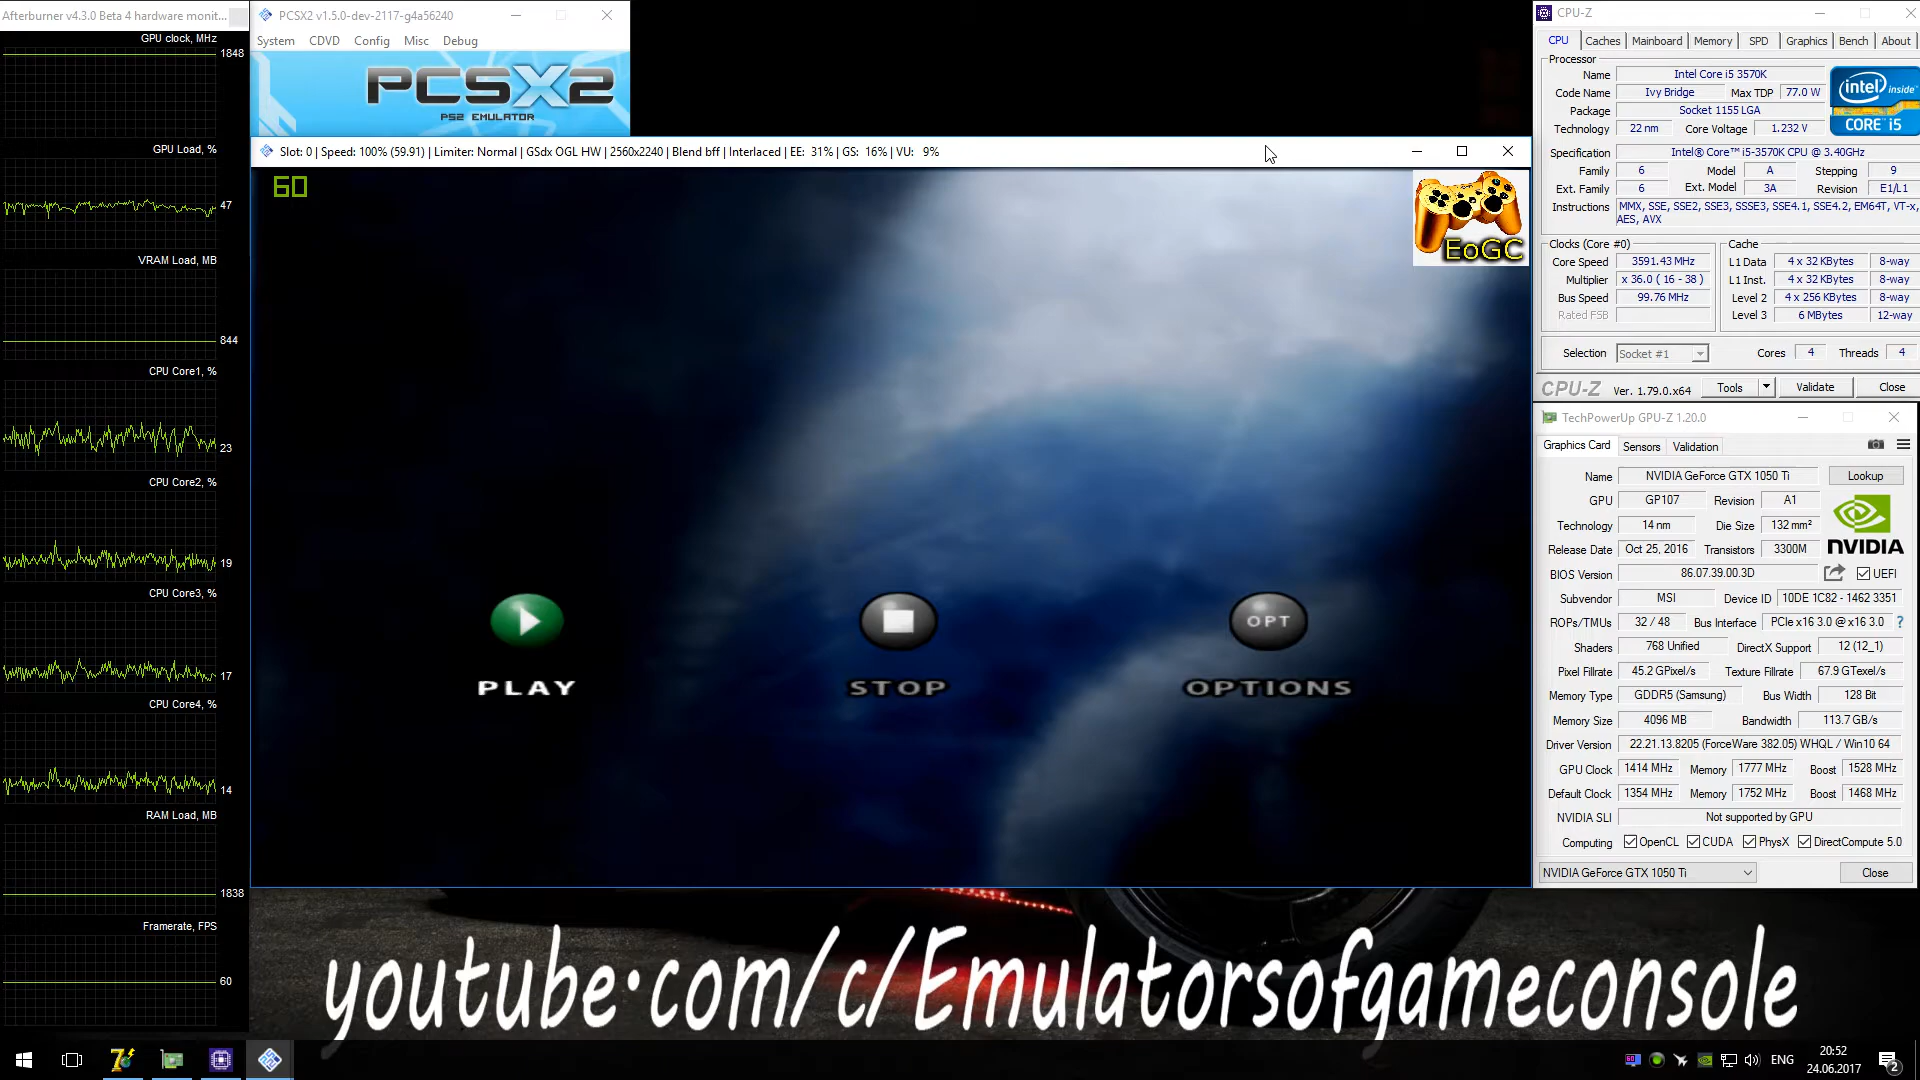 Afterburner v4.3.0 Beta 4 hardware monit...
GPU clock, MHz
1848
GPU Load, %
47
VRAM Load, MB
844
CPU Core1, %
23
CPU Core2, %
19
CPU Core3, %
17
CPU Core4, %
14
RAM Load, MB
1838
Framerate, FPS
60
PCSX2 v1.5.0-dev-2117-g4a56240
System CDVD Config Misc Debug
PCSX2
PS2 EMULATOR
Slot: 0 | Speed: 100% (59.91) | Limiter: Normal | GSdx OGL HW | 2560x2240 | Blend bff | Interlaced | EE: 31% | GS: 16% | VU: 9%
60
EoGC
PLAY
STOP
OPT
OPTIONS
CPU-Z
CPU Caches Mainboard Memory SPD Graphics Bench About
Processor
Name Intel Core i5 3570K
Code Name Ivy Bridge Max TDP 77.0 W
Package Socket 1155 LGA
Technology 22 nm Core Voltage 1.232 V
intel inside
CORE i5
Specification Intel® Core™ i5-3570K CPU @ 3.40GHz
Family 6 Model A Stepping 9
Ext. Family 6 Ext. Model 3A Revision E1/L1
Instructions MMX, SSE, SSE2, SSE3, SSSE3, SSE4.1, SSE4.2, EM64T, VT-x,
AES, AVX
Clocks (Core #0)
Core Speed 3591.43 MHz
Multiplier x 36.0 ( 16 - 38 )
Bus Speed 99.76 MHz
Rated FSB
Cache
L1 Data 4 x 32 KBytes 8-way
L1 Inst. 4 x 32 KBytes 8-way
Level 2 4 x 256 KBytes 8-way
Level 3 6 MBytes 12-way
Selection Socket #1 Cores 4 Threads 4
CPU-Z Ver. 1.79.0.x64 Tools Validate Close
TechPowerUp GPU-Z 1.20.0
Graphics Card Sensors Validation
Name NVIDIA GeForce GTX 1050 Ti Lookup
GPU GP107 Revision A1
Technology 14 nm Die Size 132 mm²
Release Date Oct 25, 2016 Transistors 3300M
NVIDIA
BIOS Version 86.07.39.00.3D UEFI
Subvendor MSI Device ID 10DE 1C82 - 1462 3351
ROPs/TMUs 32 / 48 Bus Interface PCIe x16 3.0 @ x16 3.0 ?
Shaders 768 Unified DirectX Support 12 (12_1)
Pixel Fillrate 45.2 GPixel/s Texture Fillrate 67.9 GTexel/s
Memory Type GDDR5 (Samsung) Bus Width 128 Bit
Memory Size 4096 MB Bandwidth 113.7 GB/s
Driver Version 22.21.13.8205 (ForceWare 382.05) WHQL / Win10 64
GPU Clock 1414 MHz Memory 1777 MHz Boost 1528 MHz
Default Clock 1354 MHz Memory 1752 MHz Boost 1468 MHz
NVIDIA SLI Not supported by GPU
Computing OpenCL CUDA PhysX DirectCompute 5.0
NVIDIA GeForce GTX 1050 Ti Close
youtube.com/c/Emulatorsofgameconsole
ENG
20:52
24.06.2017
2